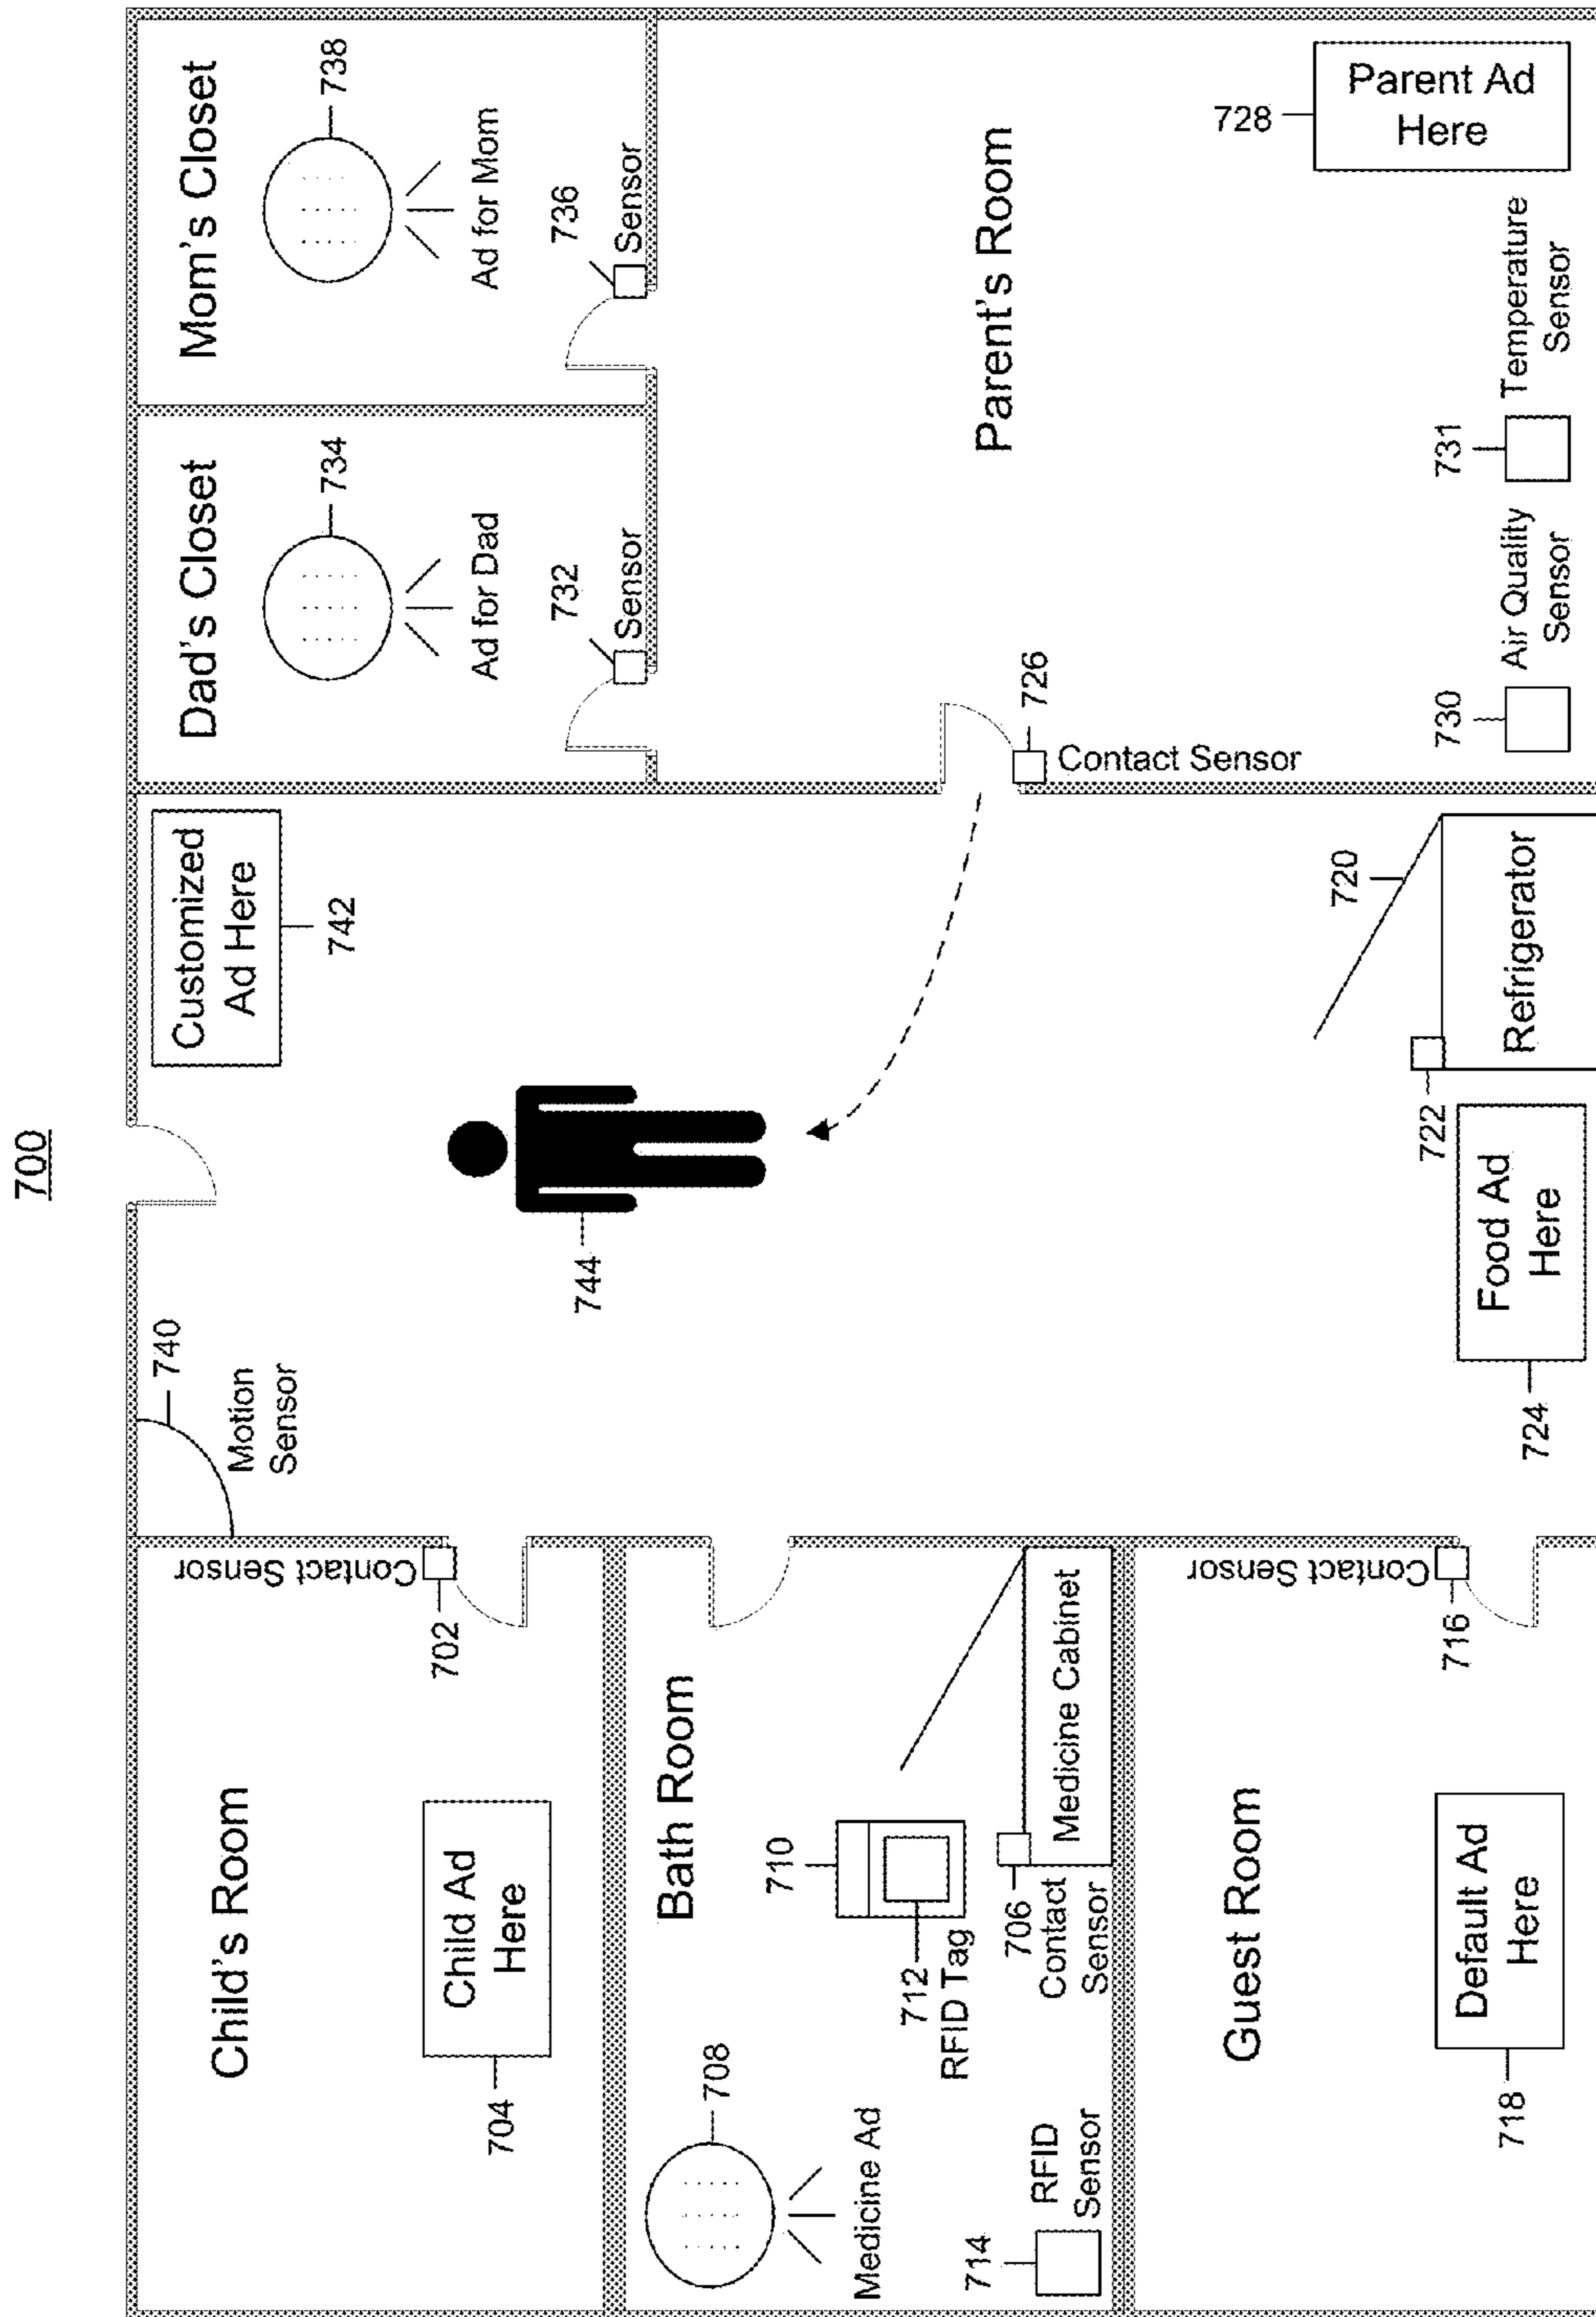 700
Child's Room
Contact Sensor
702
Child Ad
Here
704
Motion
Sensor
740
Customized
Ad Here
742
744
Dad's Closet
734
Ad for Dad
732
Sensor
Mom's Closet
738
Ad for Mom
736
Sensor
Bath Room
708
Medicine Ad
710
712
RFID Tag
714
RFID
Sensor
706
Contact
Sensor
Medicine Cabinet
Guest Room
Contact Sensor
716
Default Ad
Here
718
720
722
Refrigerator
Food Ad
Here
724
Parent's Room
726
Contact Sensor
728
Parent Ad
Here
730
Air Quality
Sensor
731
Temperature
Sensor